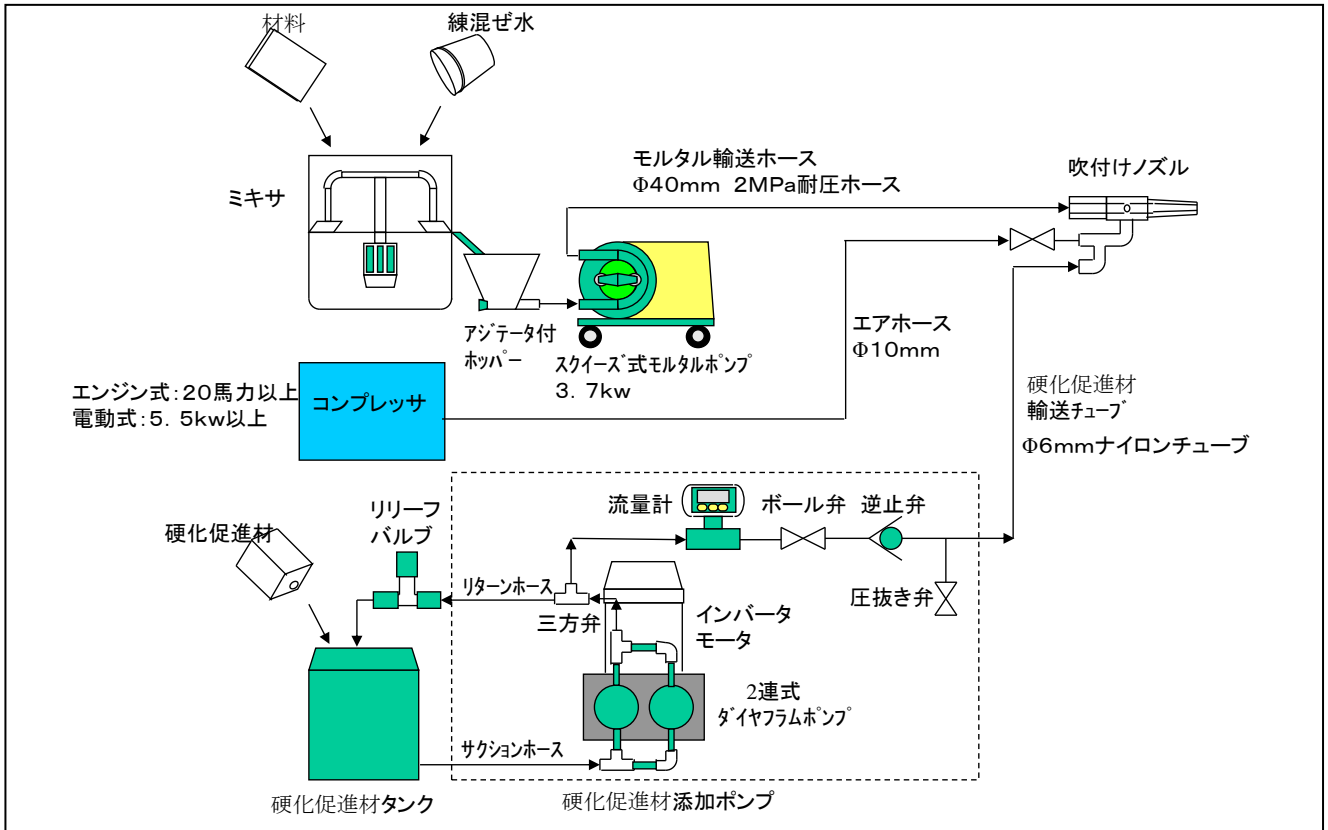 材料
練混ぜ水
ミキサ
モルタル輸送ホース
Φ40mm 2MPa耐圧ホース
吹付けノズル
アジテータ付
ホッパー
スクイーズ式モルタルポンプ
3.7kw
エアホース
Φ10mm
エンジン式:20馬力以上
電動式:5.5kw以上
コンプレッサ
硬化促進材
輸送チューブ
Φ6mmナイロンチューブ
硬化促進材
リリーフ
バルブ
流量計
ボール弁
逆止弁
リターンホース
三方弁
インバータ
モータ
圧抜き弁
2連式
ダイヤフラムポンプ
サクションホース
硬化促進材タンク
硬化促進材添加ポンプ